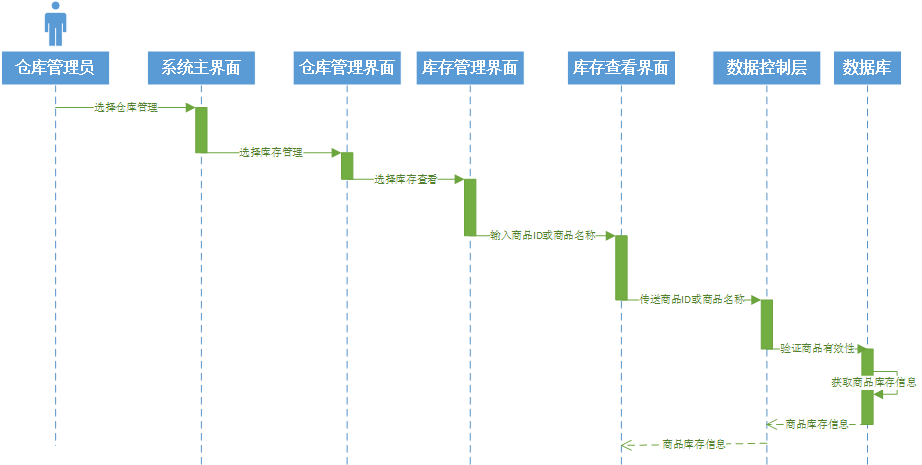 仓库管理员
系统主界面
仓库管理界面
库存管理界面
库存查看界面
数据控制层
数据库
选择仓库管理
选择库存管理
选择库存查看
输入商品ID或商品名称
传送商品ID或商品名称
验证商品有效性
获取商品库存信息
商品库存信息
商品库存信息